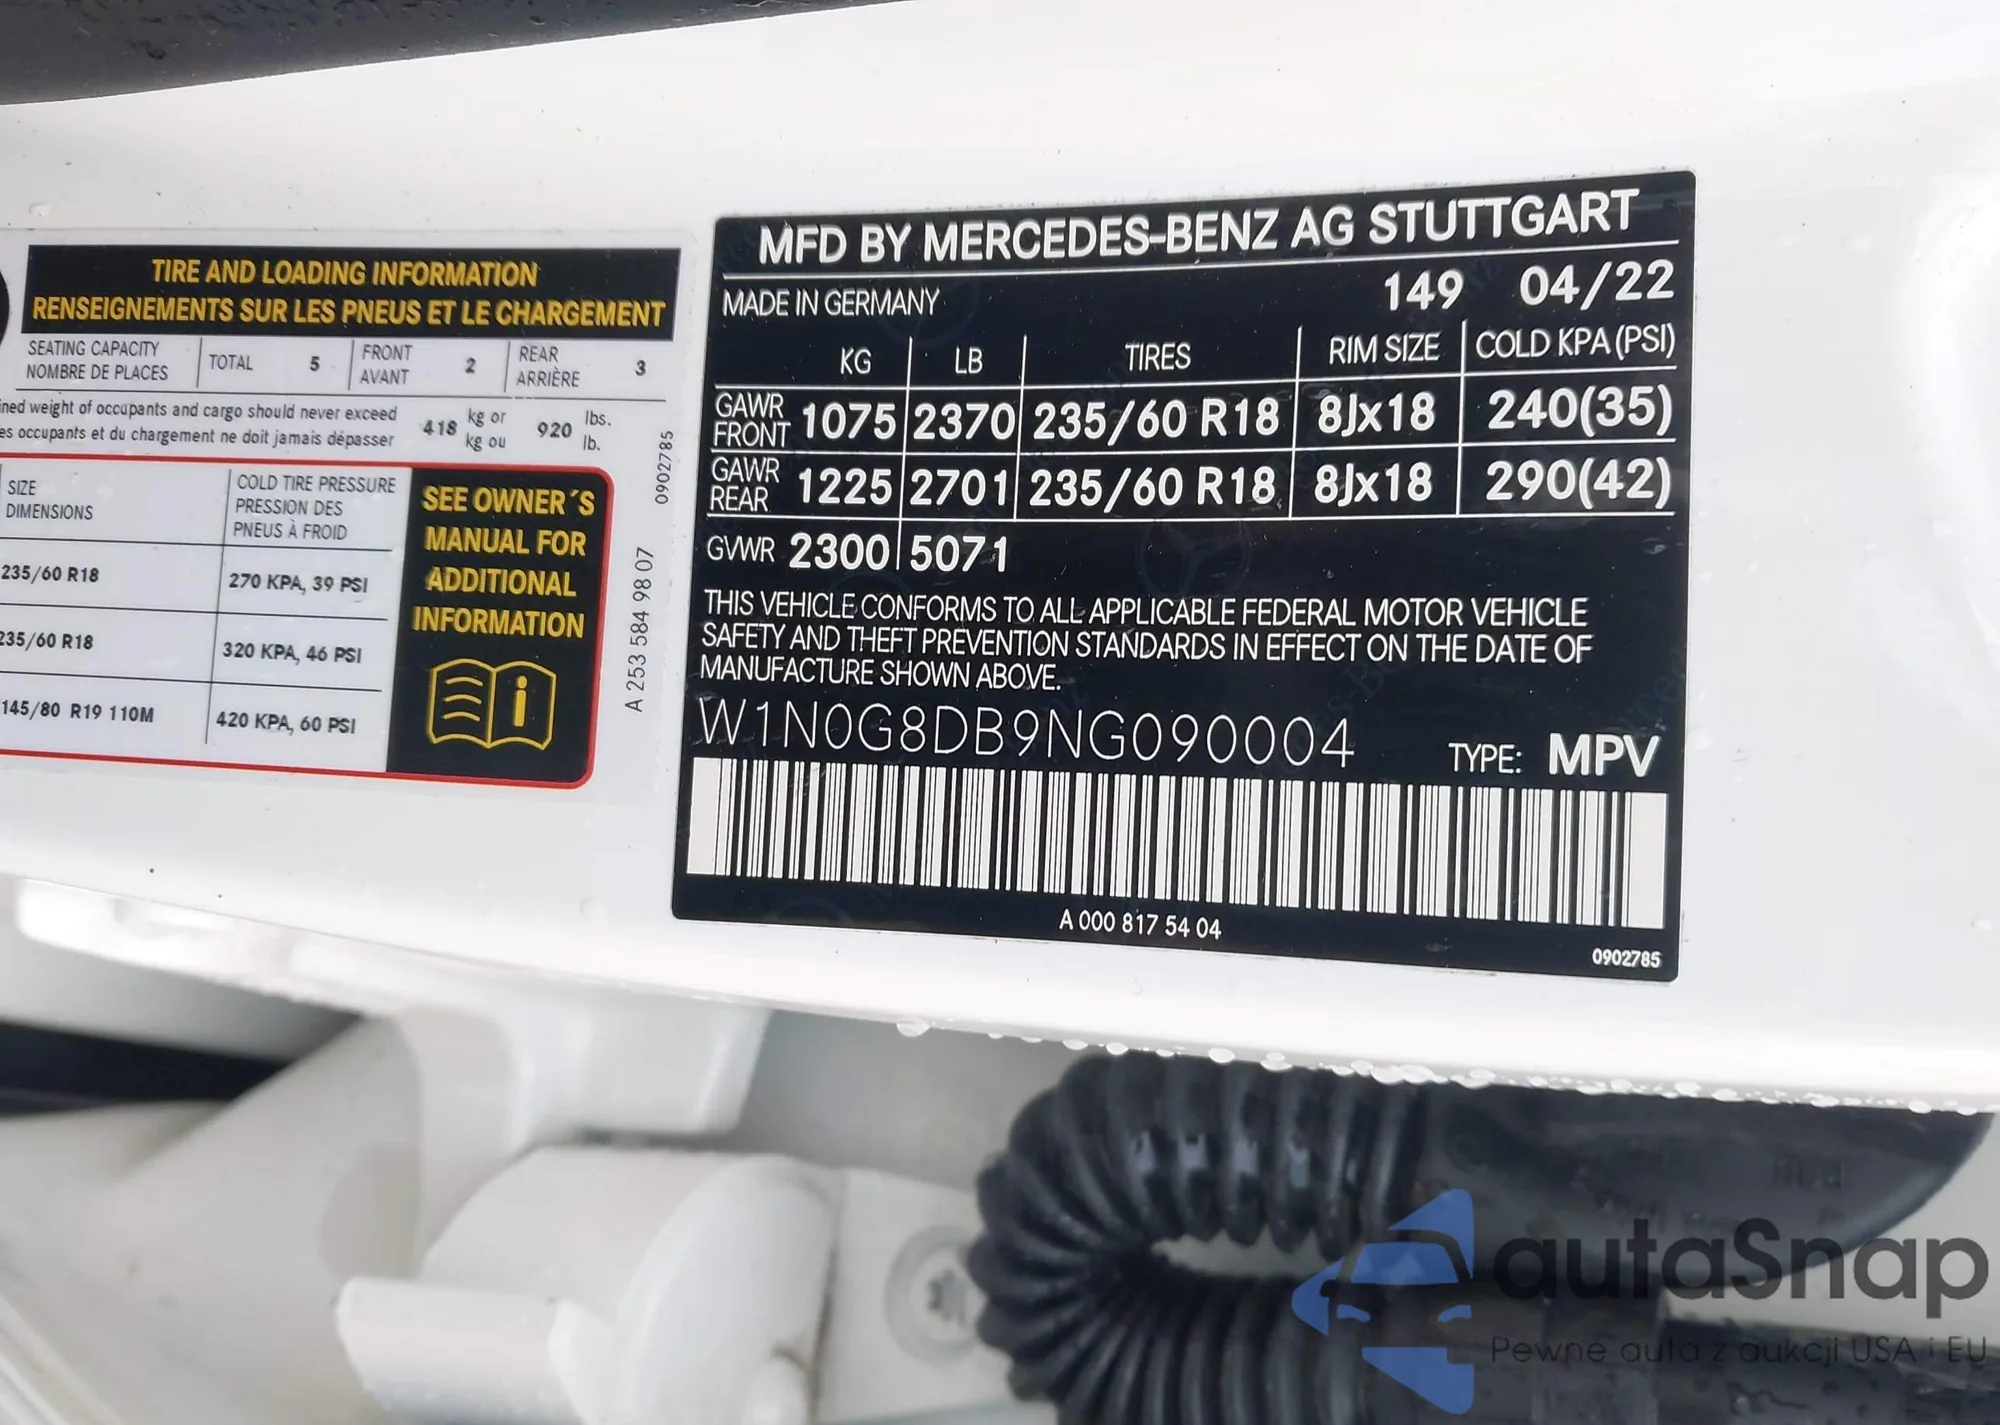 TIRE AND LOADING INFORMATION
RENSEIGNEMENTS SUR LES PNEUS ET LE CHARGEMENT
SEATING CAPACITY
NOMBRE DE PLACES
TOTAL 5
FRONT
AVANT
2
REAR
ARRIÈRE
3
weight of occupants and cargo should never exceed
occupants et du chargement ne doit jamais dépasser
418 kg or
kg ou
920 lbs.
lb.
SIZE
DIMENSIONS
COLD TIRE PRESSURE
PRESSION DES
PNEUS À FROID
235/60 R18 270 KPA, 39 PSI
235/60 R18 320 KPA, 46 PSI
145/80 R19 110M 420 KPA, 60 PSI
SEE OWNER´S
MANUAL FOR
ADDITIONAL
INFORMATION
A 253 584 98 07
0902785
MFD BY MERCEDES-BENZ AG STUTTGART
MADE IN GERMANY 149 04/22
KG LB TIRES RIM SIZE COLD KPA (PSI)
GAWR
FRONT
1075 2370 235/60 R18 8Jx18 240(35)
GAWR
REAR
1225 2701 235/60 R18 8Jx18 290(42)
GVWR 2300 5071
THIS VEHICLE CONFORMS TO ALL APPLICABLE FEDERAL MOTOR VEHICLE
SAFETY AND THEFT PREVENTION STANDARDS IN EFFECT ON THE DATE OF
MANUFACTURE SHOWN ABOVE.
W1N0G8DB9NG090004 TYPE: MPV
A 000 817 54 04
0902785
autaSnap
Pewne auta z aukcji USA i EU